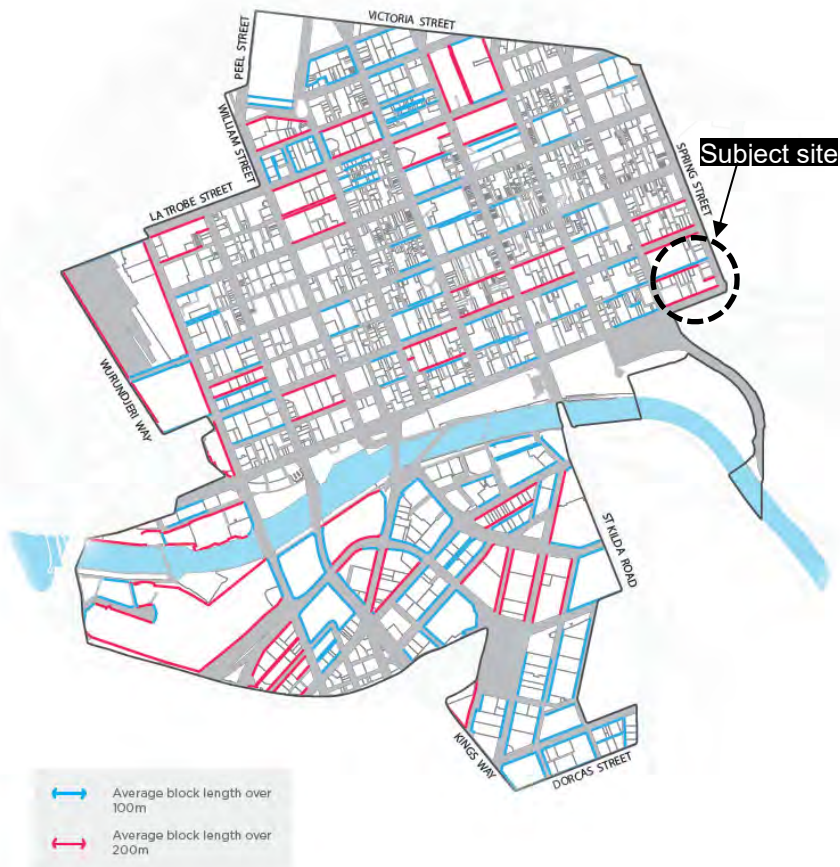 VICTORIA STREET
PEEL STREET
WILLIAM STREET
SPRING STREET
Subject site
LA TROBE STREET
WURUNDJERI WAY
ST KILDA ROAD
KINGS WAY
DORCAS STREET
Average block length over
100m
Average block length over
200m